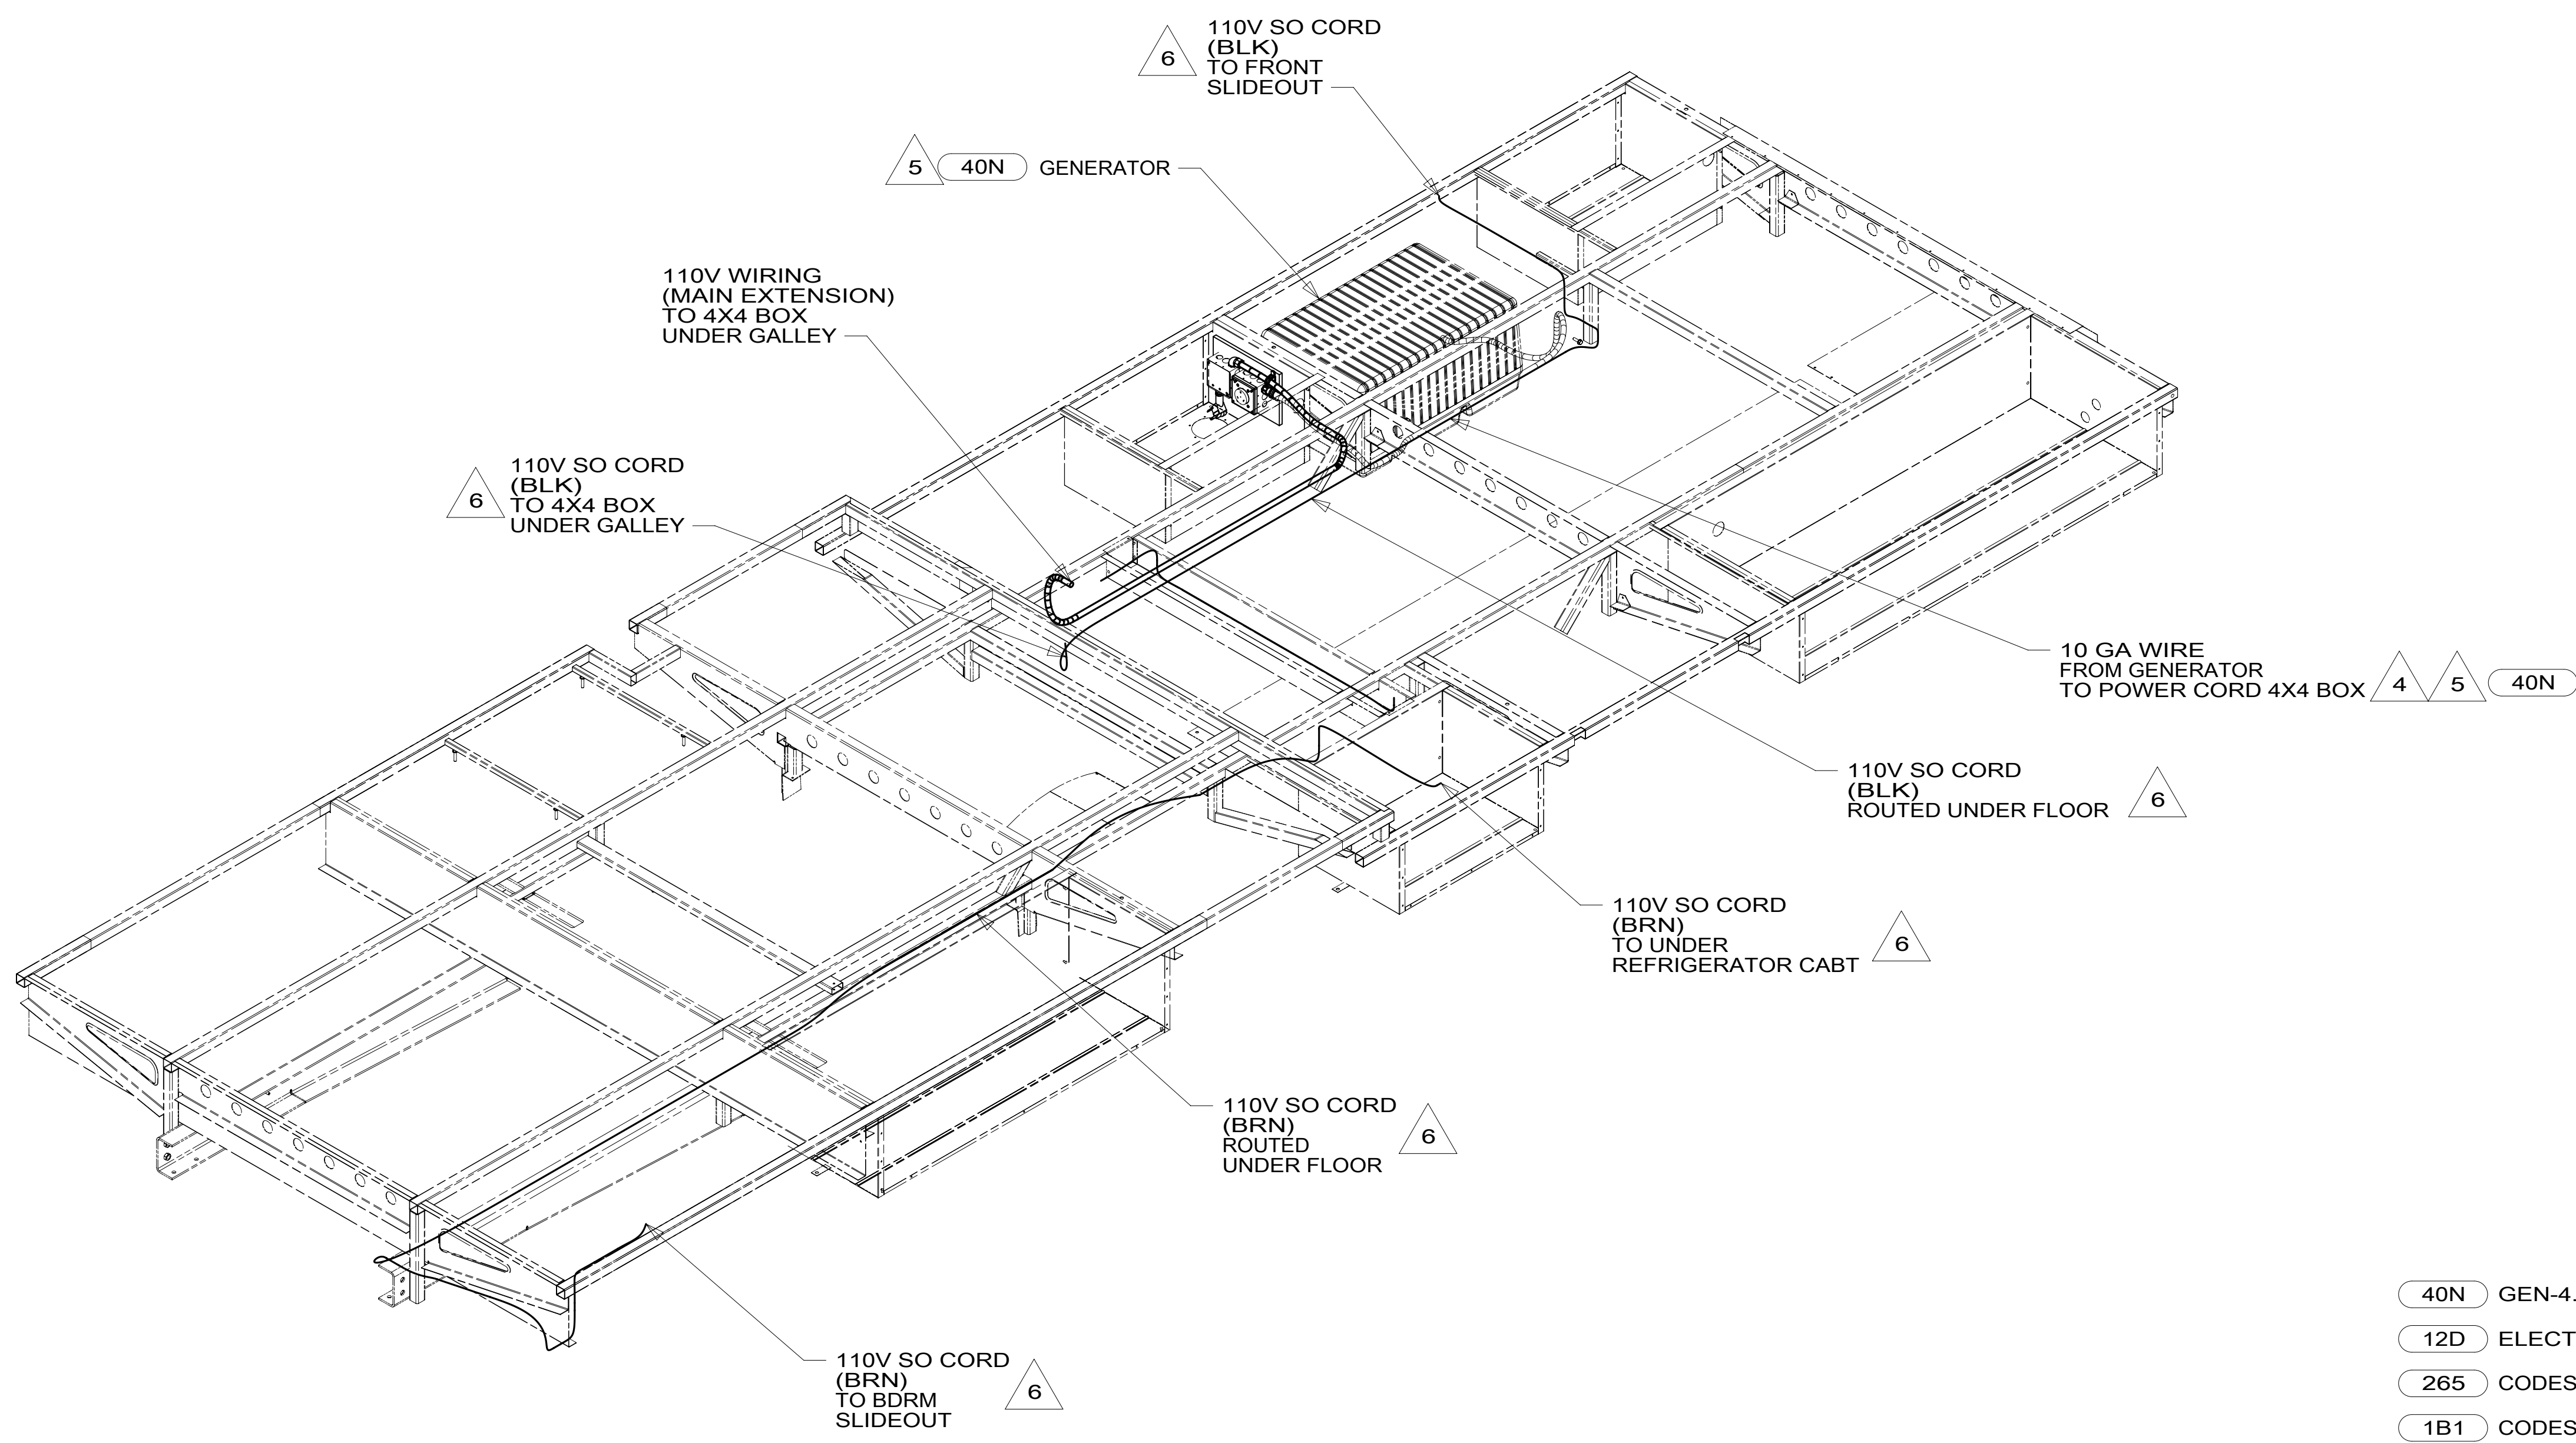 110V SO CORD
(BLK)
TO FRONT
SLIDEOUT
6
5
40N
GENERATOR
110V WIRING
(MAIN EXTENSION)
TO 4X4 BOX
UNDER GALLEY
110V SO CORD
(BLK)
TO 4X4 BOX
UNDER GALLEY
6
10 GA WIRE
FROM GENERATOR
TO POWER CORD 4X4 BOX
4
5
40N
110V SO CORD
(BLK)
ROUTED UNDER FLOOR
6
110V SO CORD
(BRN)
TO UNDER
REFRIGERATOR CABT
6
110V SO CORD
(BRN)
ROUTED
UNDER FLOOR
6
110V SO CORD
(BRN)
TO BDRM
SLIDEOUT
6
40N GEN-4.
12D ELECT
265 CODES
1B1 CODES